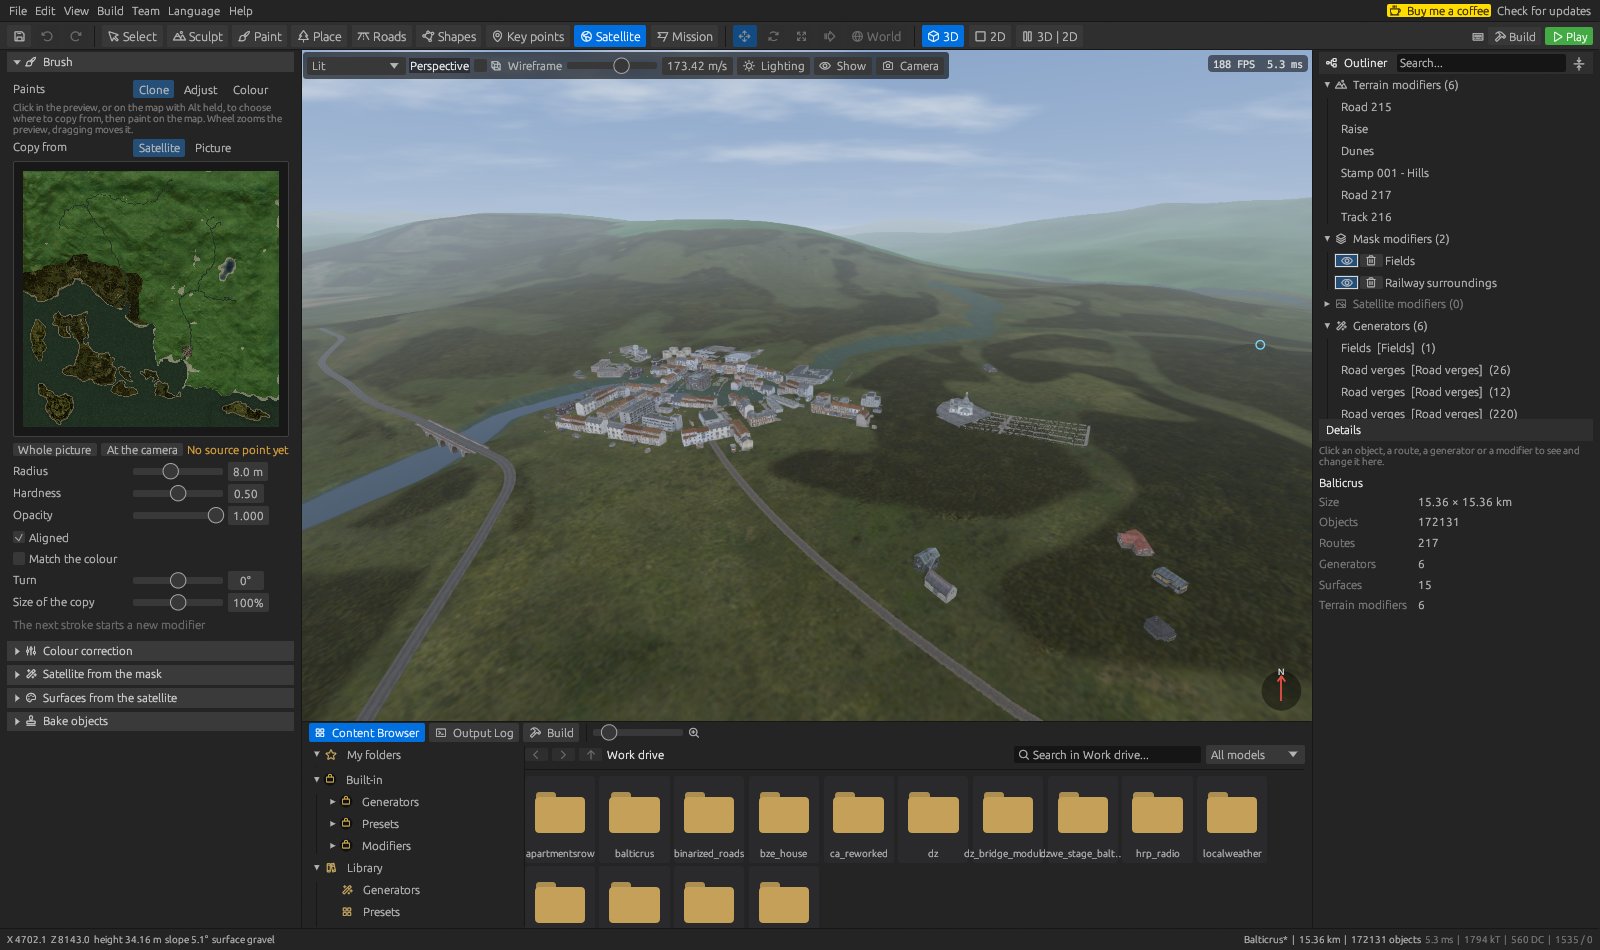 File Edit View Build Team Language Help
Buy me a coffee Check for updates
Select Sculpt Paint Place Roads Shapes Key points Satellite Mission World 3D 2D 3D | 2D Build Play
Brush
Paints Clone Adjust Colour
Click in the preview, or on the map with Alt held, to choose
where to copy from, then paint on the map. Wheel zooms the
preview, dragging moves it.
Copy from Satellite Picture
Whole picture At the camera No source point yet
Radius 8.0 m
Hardness 0.50
Opacity 1.000
Aligned
Match the colour
Turn 0°
Size of the copy 100%
The next stroke starts a new modifier
Colour correction
Satellite from the mask
Surfaces from the satellite
Bake objects
Lit Perspective Wireframe 173.42 m/s Lighting Show Camera
188 FPS 5.3 ms
N
Outliner Search...
Terrain modifiers (6)
Road 215
Raise
Dunes
Stamp 001 - Hills
Road 217
Track 216
Mask modifiers (2)
Fields
Railway surroundings
Satellite modifiers (0)
Generators (6)
Fields [Fields] (1)
Road verges [Road verges] (26)
Road verges [Road verges] (12)
Road verges [Road verges] (220)
Details
Click an object, a route, a generator or a modifier to see and
change it here.
Balticrus
Size 15.36 × 15.36 km
Objects 172131
Routes 217
Generators 6
Surfaces 15
Terrain modifiers 6
Content Browser Output Log Build
My folders
Built-in
Generators
Presets
Modifiers
Library
Generators
Presets
Work drive
Search in Work drive...
All models
apartmentsrow balticrus binarized_roads bze_house ca_reworked dz dz_bridge_modul dzwe_stage_balt... hrp_radio localweather
X 4702.1 Z 8143.0 height 34.16 m slope 5.1° surface gravel
Balticrus* | 15.36 km | 172131 objects 5.3 ms | 1794 kT | 560 DC | 1535 / 0